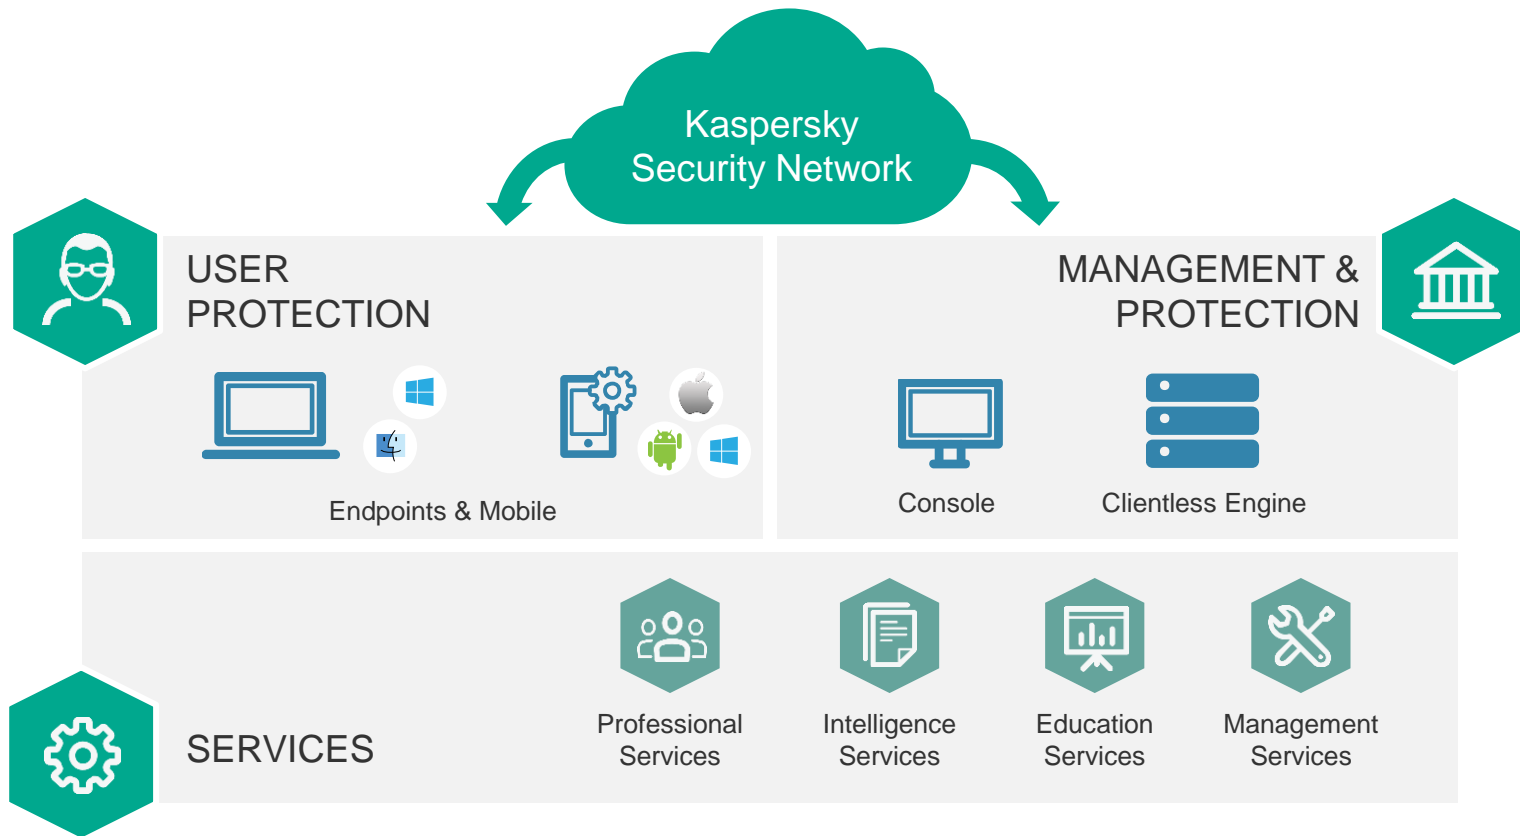 Kaspersky
Security Network
USER
PROTECTION
Endpoints & Mobile
MANAGEMENT &
PROTECTION
Console
Clientless Engine
SERVICES
Professional
Services
Intelligence
Services
Education
Services
Management
Services